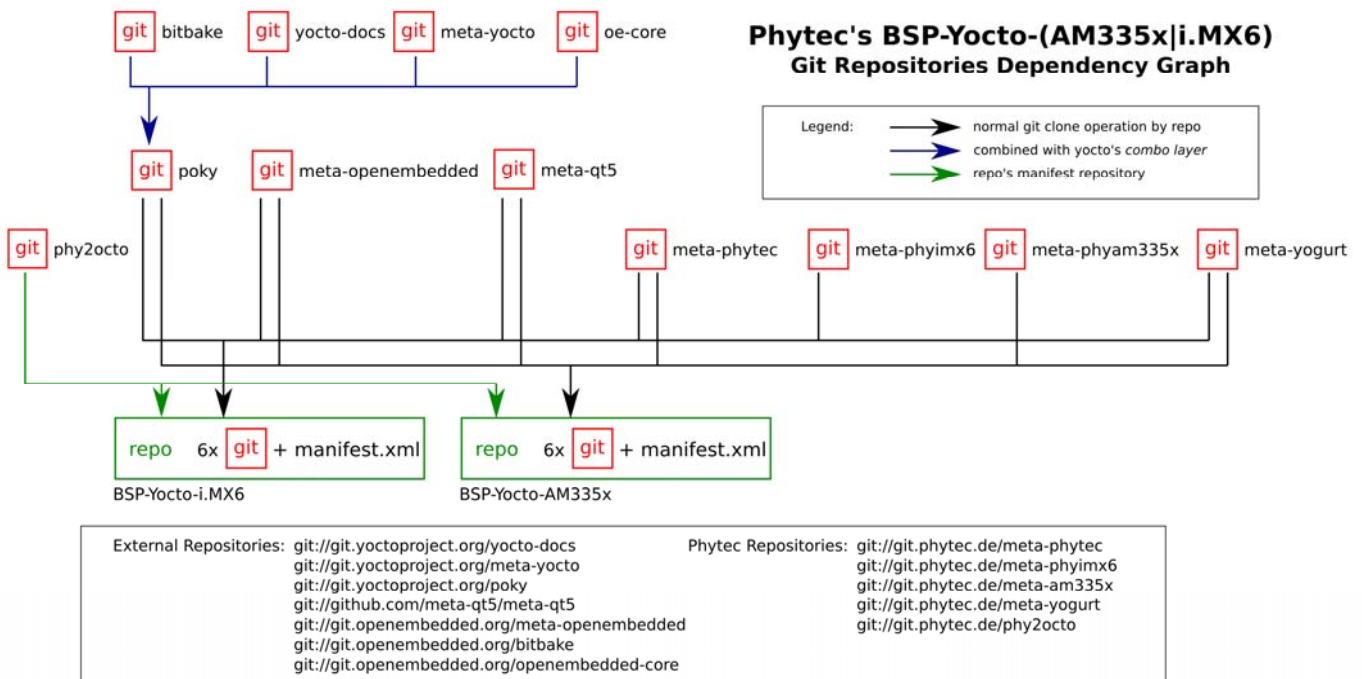 git bitbake git yocto-docs git meta-yocto git oe-core
Phytec's BSP-Yocto-(AM335x|i.MX6)
Git Repositories Dependency Graph
Legend:
normal git clone operation by repo
combined with yocto's combo layer
repo's manifest repository
git poky git meta-openembedded git meta-qt5
git phy2octo git meta-phytec git meta-phyimx6 git meta-phyam335x git meta-yogurt
repo 6x git + manifest.xml
BSP-Yocto-i.MX6
repo 6x git + manifest.xml
BSP-Yocto-AM335x
External Repositories: git://git.yoctoproject.org/yocto-docs
git://git.yoctoproject.org/meta-yocto
git://git.yoctoproject.org/poky
git://github.com/meta-qt5/meta-qt5
git://git.openembedded.org/meta-openembedded
git://git.openembedded.org/bitbake
git://git.openembedded.org/openembedded-core
Phytec Repositories: git://git.phytec.de/meta-phytec
git://git.phytec.de/meta-phyimx6
git://git.phytec.de/meta-am335x
git://git.phytec.de/meta-yogurt
git://git.phytec.de/phy2octo